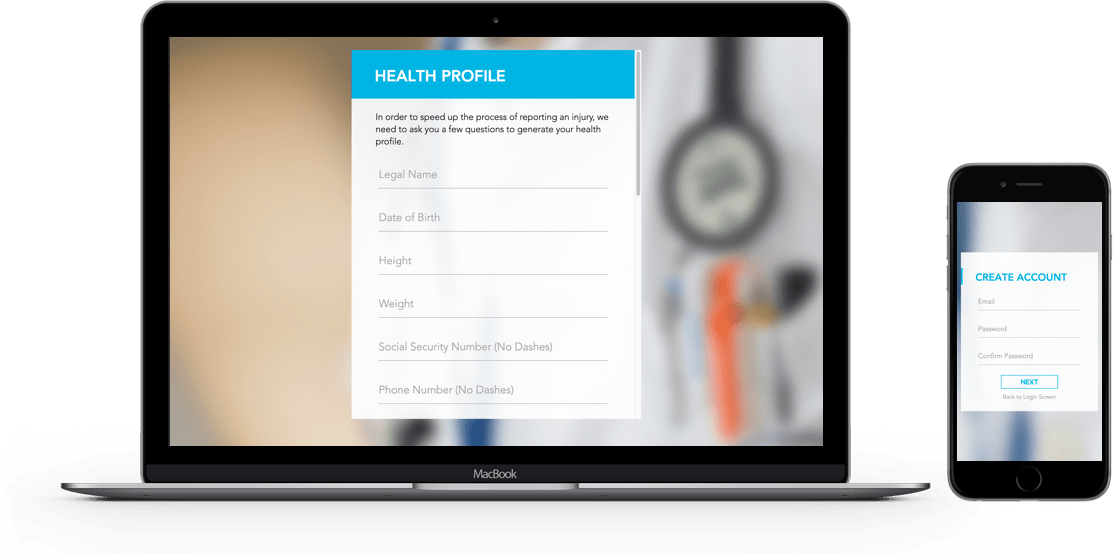 HEALTH PROFILE
In order to speed up the process of reporting an injury, we
need to ask you a few questions to generate your health
profile.
Legal Name
Date of Birth
Height
Weight
Social Security Number (No Dashes)
Phone Number (No Dashes)
MacBook
CREATE ACCOUNT
Email
Password
Confirm Password
NEXT
Back to Login Screen